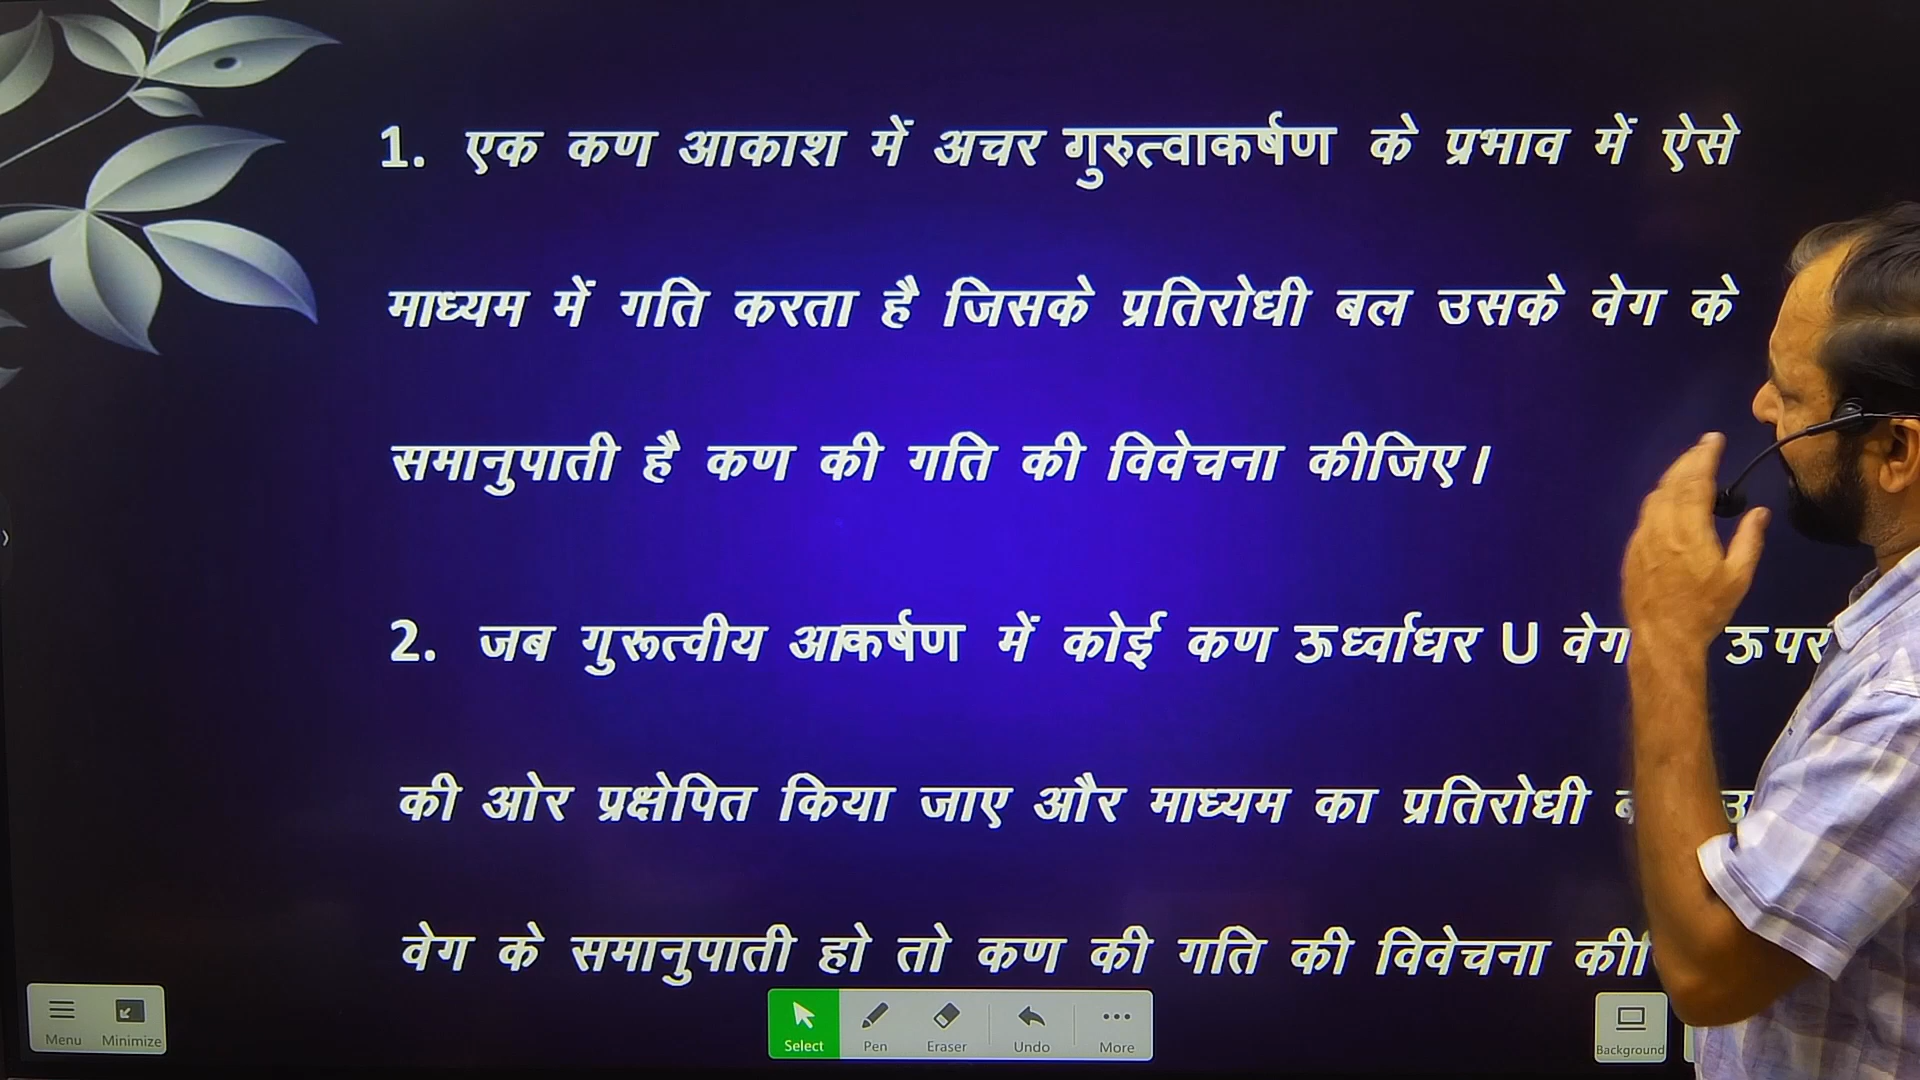 1. एक कण आकाश में अचर गुरुत्वाकर्षण के प्रभाव में ऐसे
माध्यम में गति करता है जिसके प्रतिरोधी बल उसके वेग के
समानुपाती है कण की गति की विवेचना कीजिए।
2. जब गुरूत्वीय आकर्षण में कोई कण ऊर्ध्वाधर U वेग ऊपर
की ओर प्रक्षेपित किया जाए और माध्यम का प्रतिरोधी
वेग के समानुपाती हो तो कण की गति की विवेचना
Menu Minimize Select Pen Eraser Undo More Background